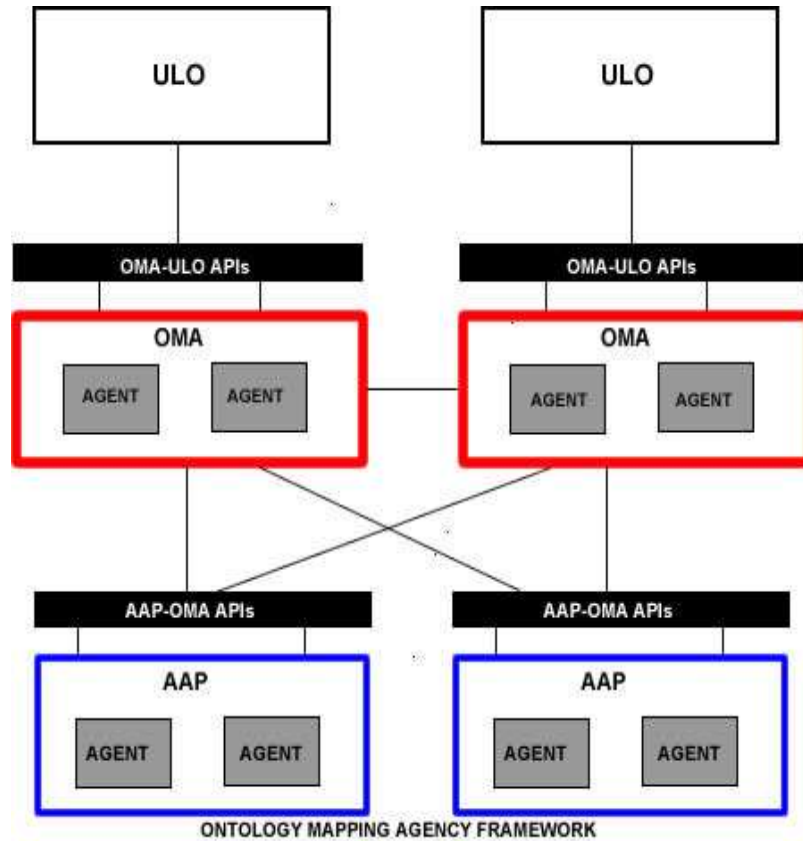 ULO ULO
OMA-ULO APIs OMA-ULO APIs
OMA OMA
AGENT AGENT AGENT AGENT
AAP-OMA APIs AAP-OMA APIs
AAP AAP
AGENT AGENT AGENT AGENT
ONTOLOGY MAPPING AGENCY FRAMEWORK